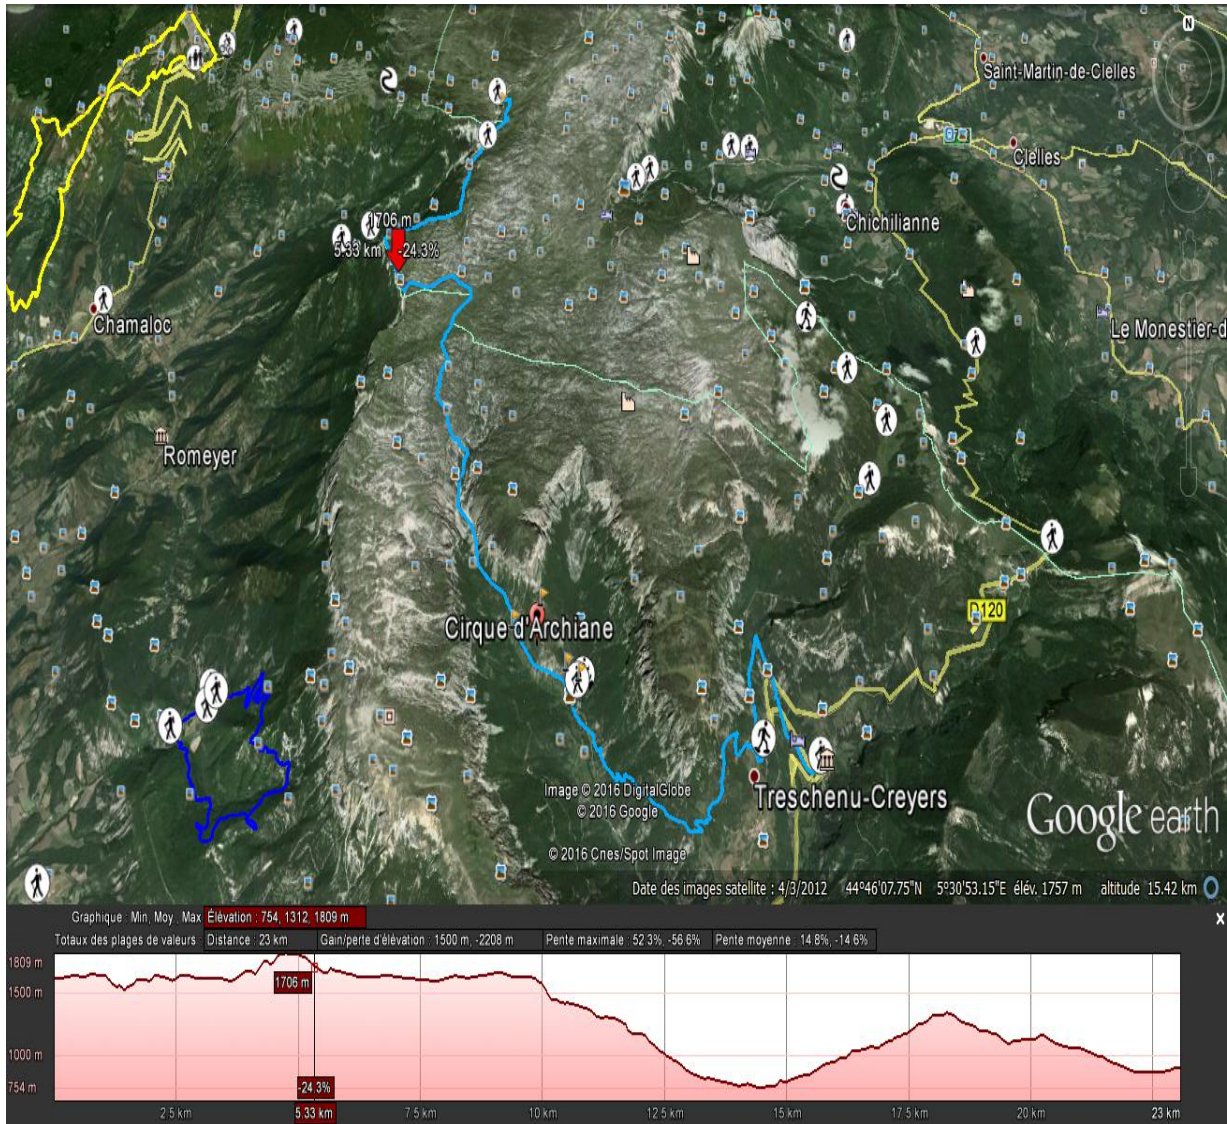 N
Saint-Martin-de-Clelles
Clelles
Chichilianne
1706 m
5.33 km -24.3%
Chamaloc
Le Monestier-d
Romeyer
D120
Cirque d'Archiane
Treschenu-Creyers
Image © 2016 DigitalGlobe
© 2016 Google
© 2016 Cnes/Spot Image
Google earth
Date des images satellite : 4/3/2012 44°46'07.75"N 5°30'53.15"E élév. 1757 m altitude 15.42 km
Graphique : Min, Moy , Max Élévation : 754, 1312, 1809 m X
Totaux des plages de valeurs : Distance : 23 km Gain/perte d'élévation : 1500 m, -2208 m Pente maximale : 52.3%, -56.6% Pente moyenne : 14.8%, -14.6%
1809 m
1706 m
1500 m
1000 m
754 m
-24.3%
2.5 km 5.33 km 7.5 km 10 km 12.5 km 15 km 17.5 km 20 km 23 km